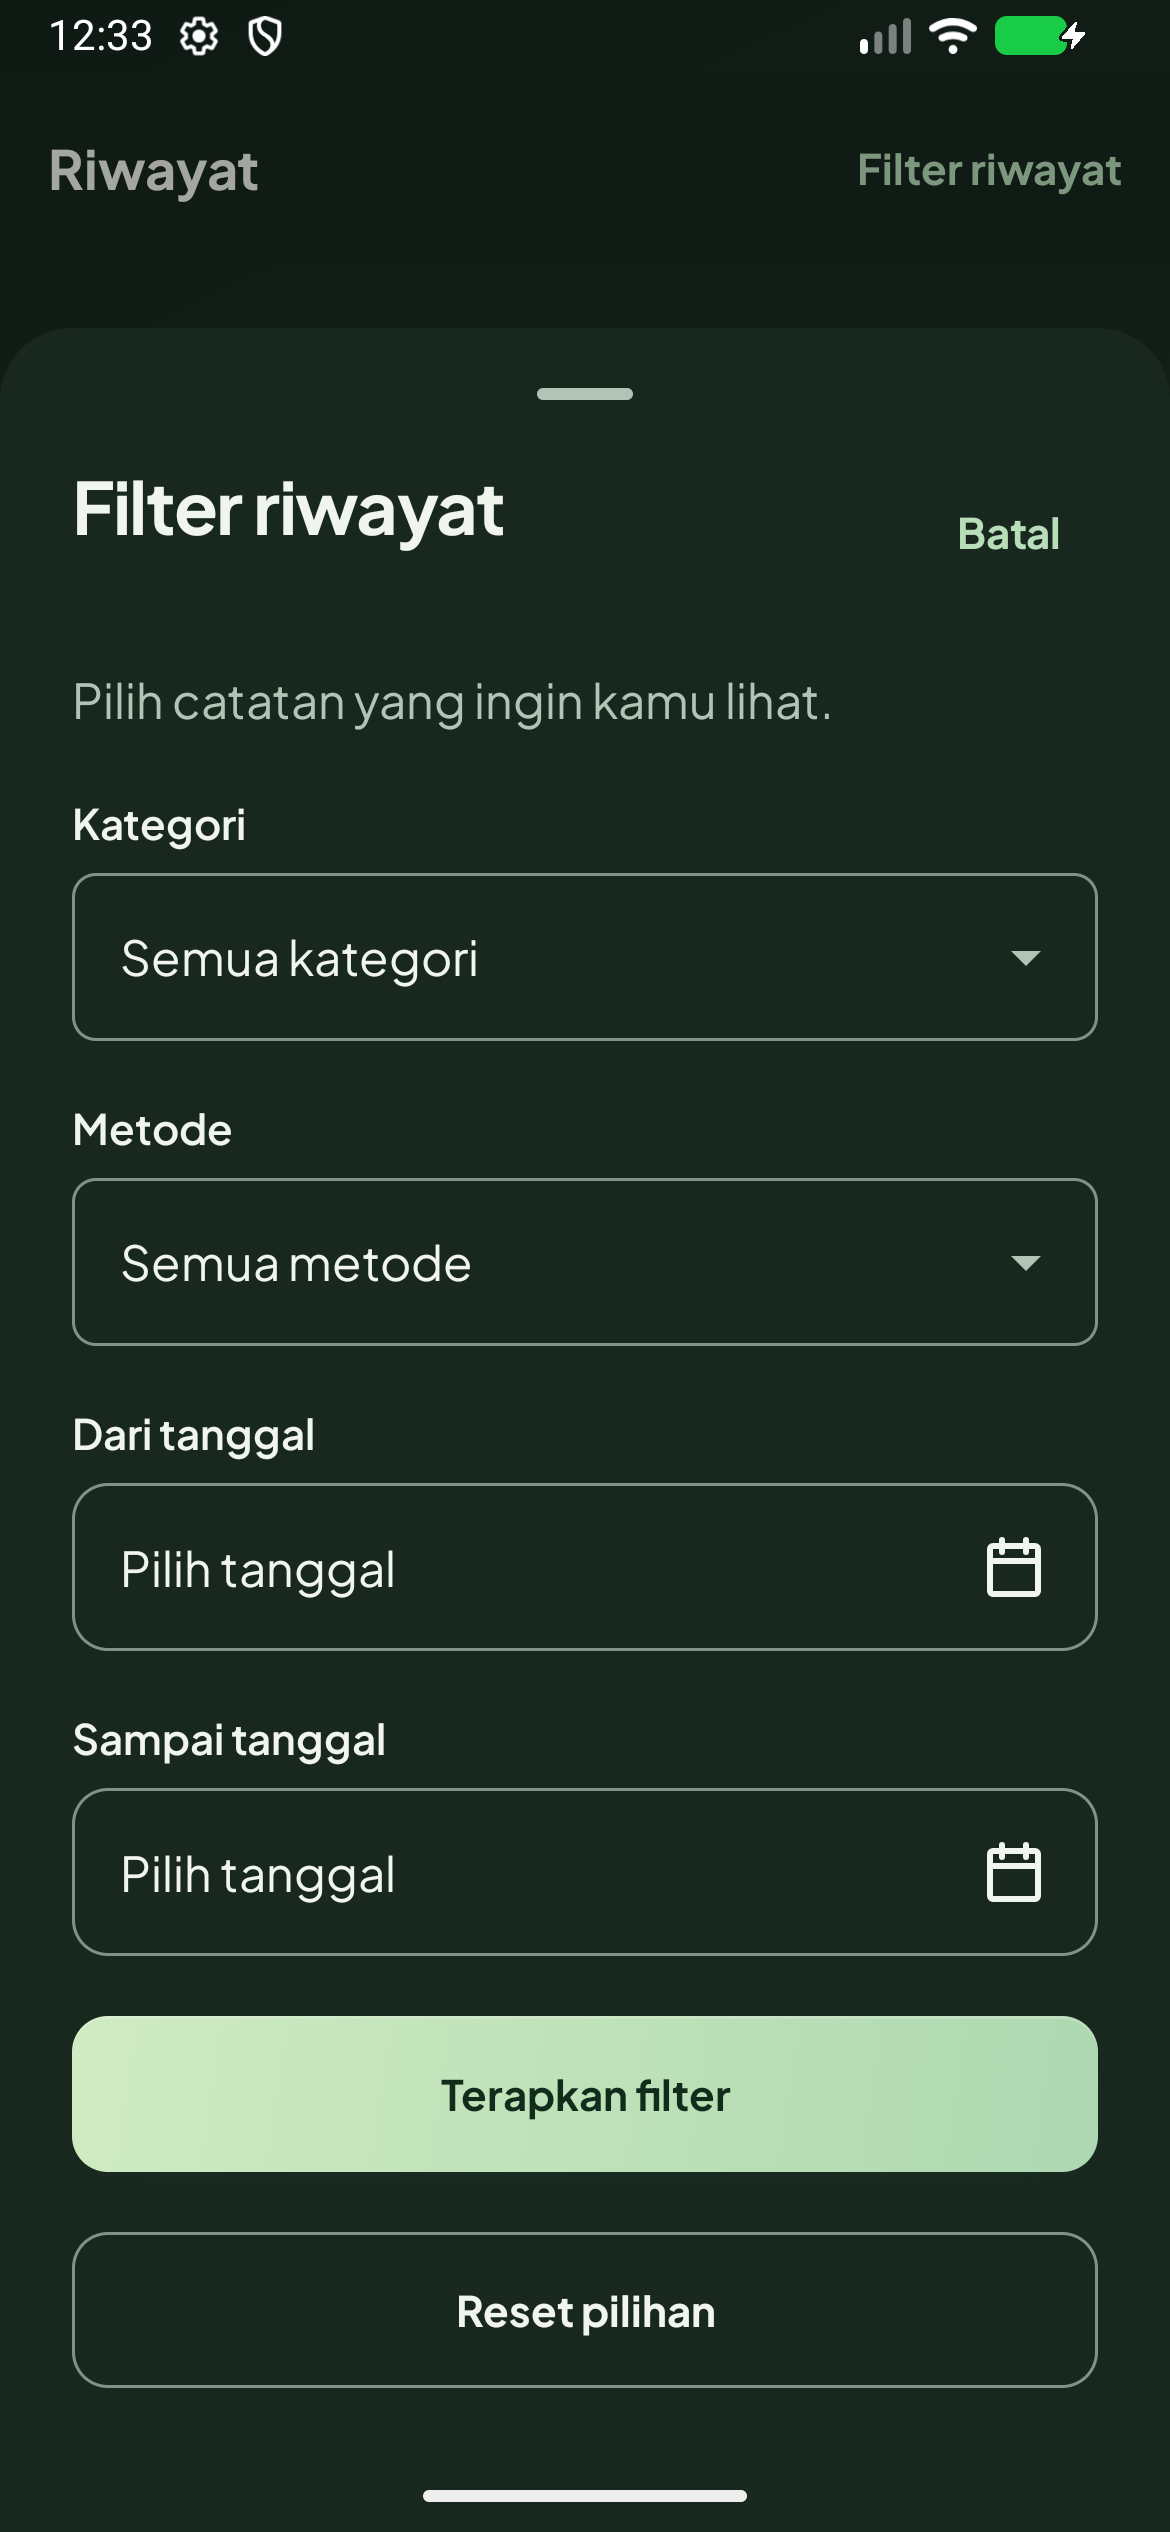 12:33
Riwayat
Filter riwayat
Filter riwayat
Batal
Pilih catatan yang ingin kamu lihat.
Kategori
Semua kategori
Metode
Semua metode
Dari tanggal
Pilih tanggal
Sampai tanggal
Pilih tanggal
Terapkan filter
Reset pilihan